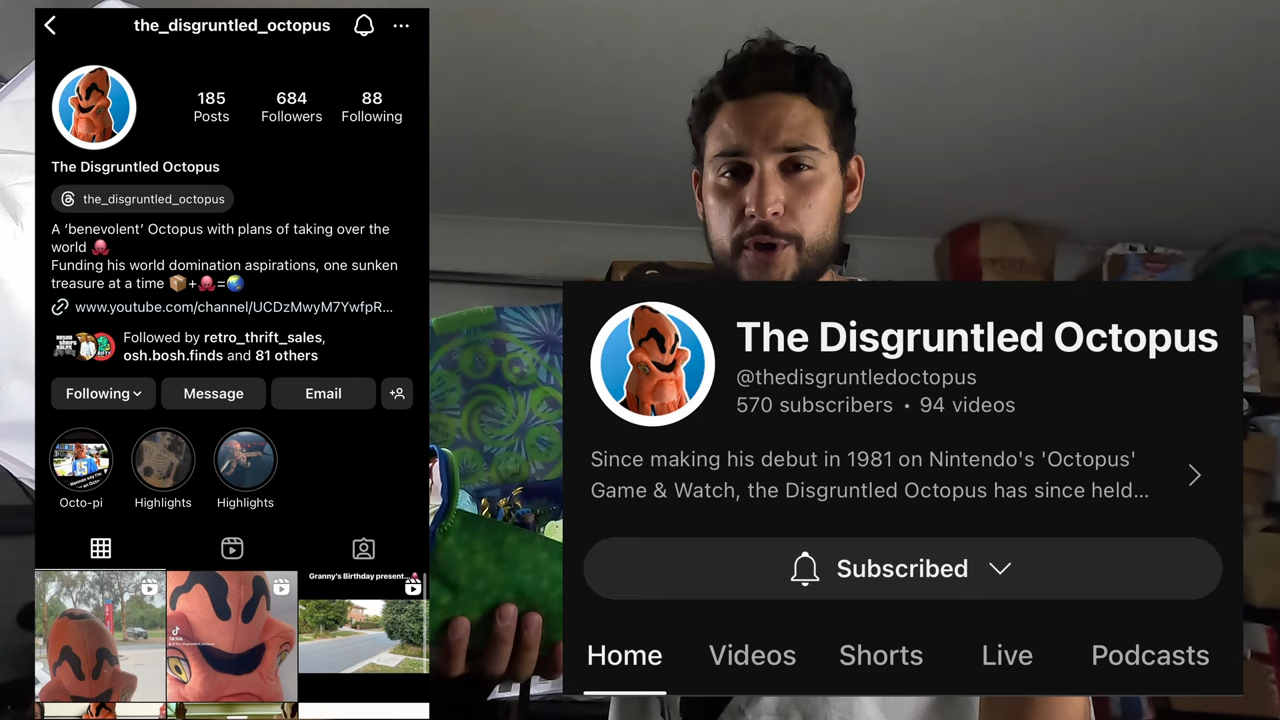 the_disgruntled_octopus
185
Posts
684
Followers
88
Following
The Disgruntled Octopus
the_disgruntled_octopus
A ‘benevolent’ Octopus with plans of taking over the
world
Funding his world domination aspirations, one sunken
treasure at a time 📦+🐙=🌏
www.youtube.com/channel/UCDzMwyM7YwfpR...
Followed by retro_thrift_sales,
osh.bosh.finds and 81 others
Following
Message
Email
Octo-pi
Highlights
Highlights
Granny's Birthday present...
TikTok
The Disgruntled Octopus
@thedisgruntledoctopus
570 subscribers • 94 videos
Since making his debut in 1981 on Nintendo's 'Octopus'
Game & Watch, the Disgruntled Octopus has since held...
Subscribed
Home
Videos
Shorts
Live
Podcasts